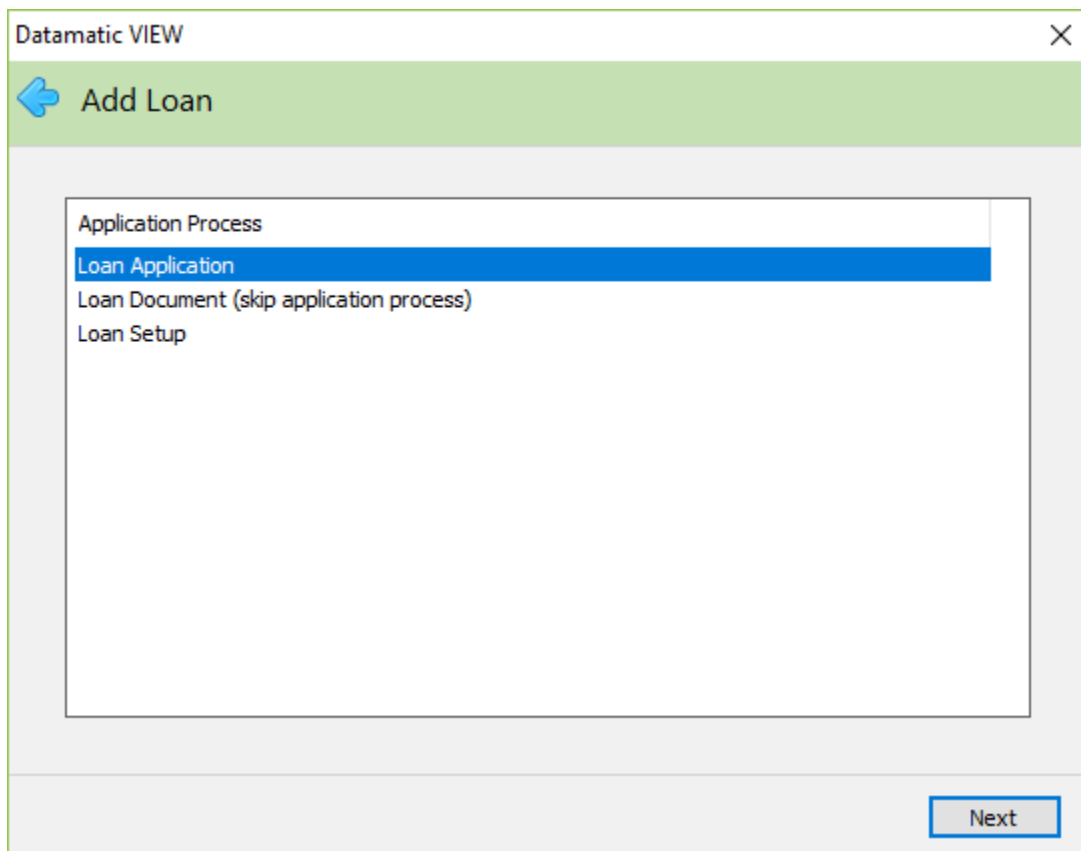 Datamatic VIEW
Add Loan
Application Process
Loan Application
Loan Document (skip application process)
Loan Setup
Next